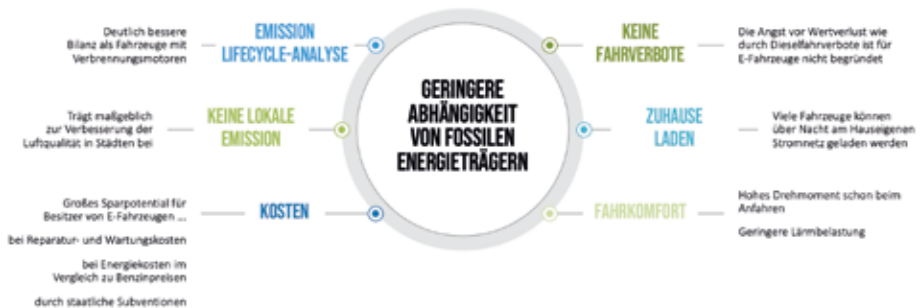 Deutlich bessere
Bilanz als Fahrzeuge mit
Verbrennungsmotoren
EMISSION
LIFECYCLE-ANALYSE
Trägt maßgeblich
zur Verbesserung der
Luftqualität in Städten bei
KEINE LOKALE
EMISSION
Großes Sparpotential für
Besitzer von E-Fahrzeugen ...
bei Reparatur- und Wartungskosten
bei Energiekosten im
Vergleich zu Benzinpreisen
durch staatliche Subventionen
KOSTEN
GERINGERE
ABHÄNGIGKEIT
VON FOSSILEN
ENERGIETRÄGERN
KEINE
FAHRVERBOTE
Die Angst vor Wertverlust wie
durch Dieselfahrverbote ist für
E-Fahrzeuge nicht begründet
ZUHAUSE
LADEN
Viele Fahrzeuge können
über Nacht am Hauseigenen
Stromnetz geladen werden
FAHRKOMFORT
Hohes Drehmoment schon beim
Anfahren
Geringere Lärmbelastung